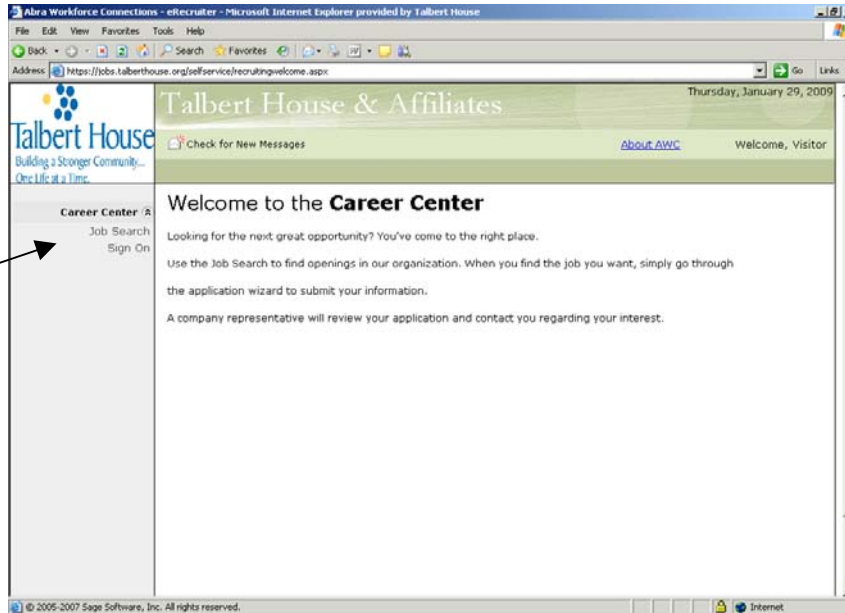 Abra Workforce Connections - eRecruiter - Microsoft Internet Explorer provided by Talbert House
File Edit View Favorites Tools Help
Back Search Favorites
Address https://jobs.talberthouse.org/selfservice/recruitingwelcome.aspx Go Links
Talbert House & Affiliates
Thursday, January 29, 2009
Talbert House
Building a Stronger Community...
One Life at a Time.
Check for New Messages
About AWC
Welcome, Visitor
Career Center
Job Search
Sign On
Welcome to the Career Center
Looking for the next great opportunity? You've come to the right place.
Use the Job Search to find openings in our organization. When you find the job you want, simply go through
the application wizard to submit your information.
A company representative will review your application and contact you regarding your interest.
© 2005-2007 Sage Software, Inc. All rights reserved.
Internet